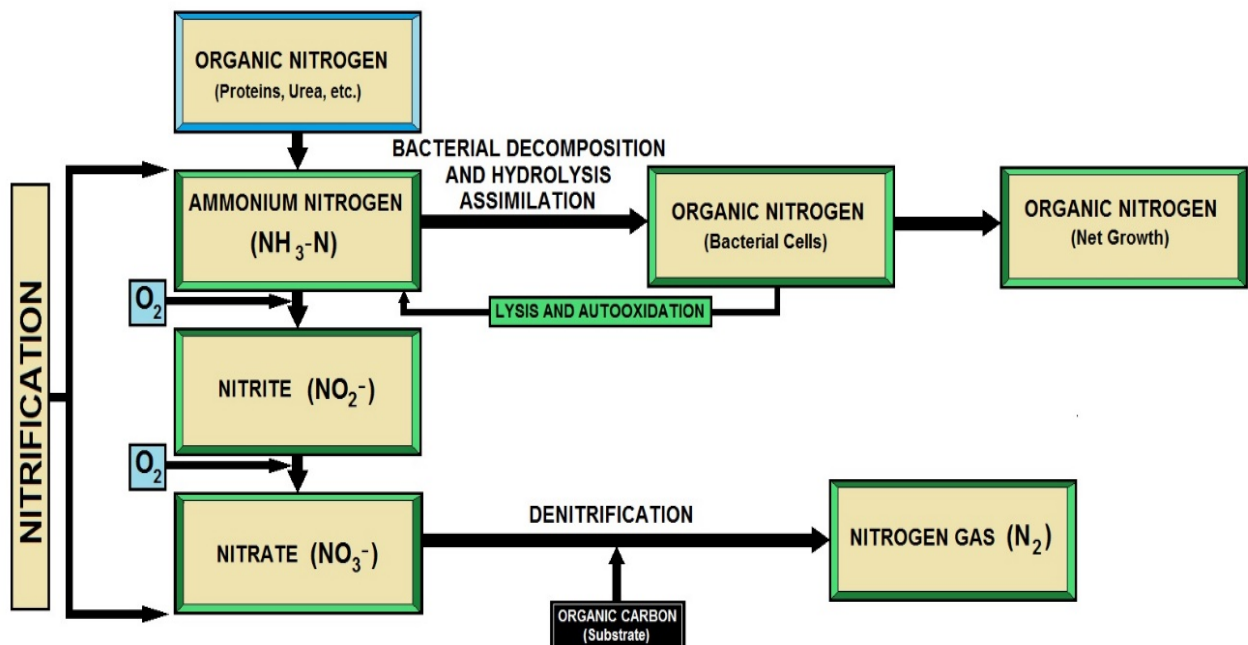 ORGANIC NITROGEN
(Proteins, Urea, etc.)
BACTERIAL DECOMPOSITION
AND HYDROLYSIS
ASSIMILATION
AMMONIUM NITROGEN
(NH₃-N)
ORGANIC NITROGEN
(Bacterial Cells)
ORGANIC NITROGEN
(Net Growth)
O₂
LYSIS AND AUTOOXIDATION
NITRIFICATION
NITRITE (NO₂⁻)
O₂
NITRATE (NO₃⁻)
DENITRIFICATION
NITROGEN GAS (N₂)
ORGANIC CARBON
(Substrate)